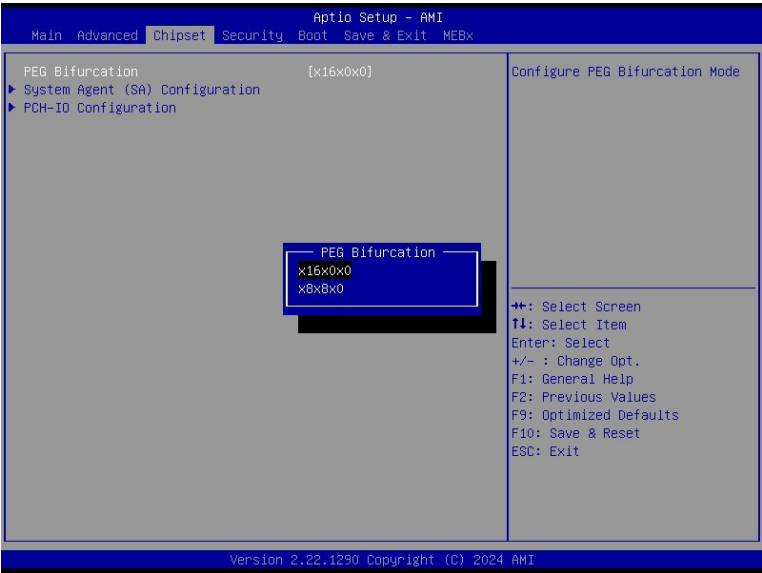 Aptio Setup – AMI
Main Advanced Chipset Security Boot Save & Exit MEBx
PEG Bifurcation [x16x0x0]
▶ System Agent (SA) Configuration
▶ PCH-IO Configuration
Configure PEG Bifurcation Mode
PEG Bifurcation
x16x0x0
x8x8x0
→←: Select Screen
↑↓: Select Item
Enter: Select
+/- : Change Opt.
F1: General Help
F2: Previous Values
F9: Optimized Defaults
F10: Save & Reset
ESC: Exit
Version 2.22.1290 Copyright (C) 2024 AMI